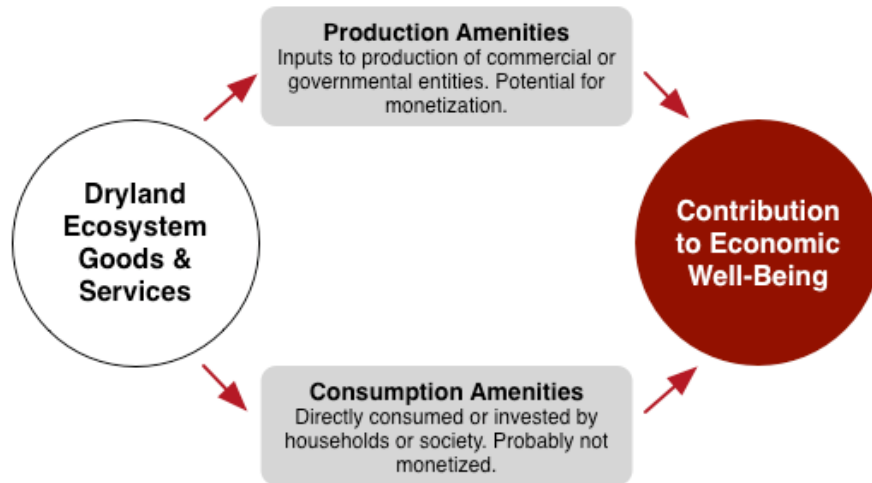 Production Amenities
Inputs to production of commercial or
governmental entities. Potential for
monetization.
Dryland
Ecosystem
Goods &
Services
Contribution
to Economic
Well-Being
Consumption Amenities
Directly consumed or invested by
households or society. Probably not
monetized.